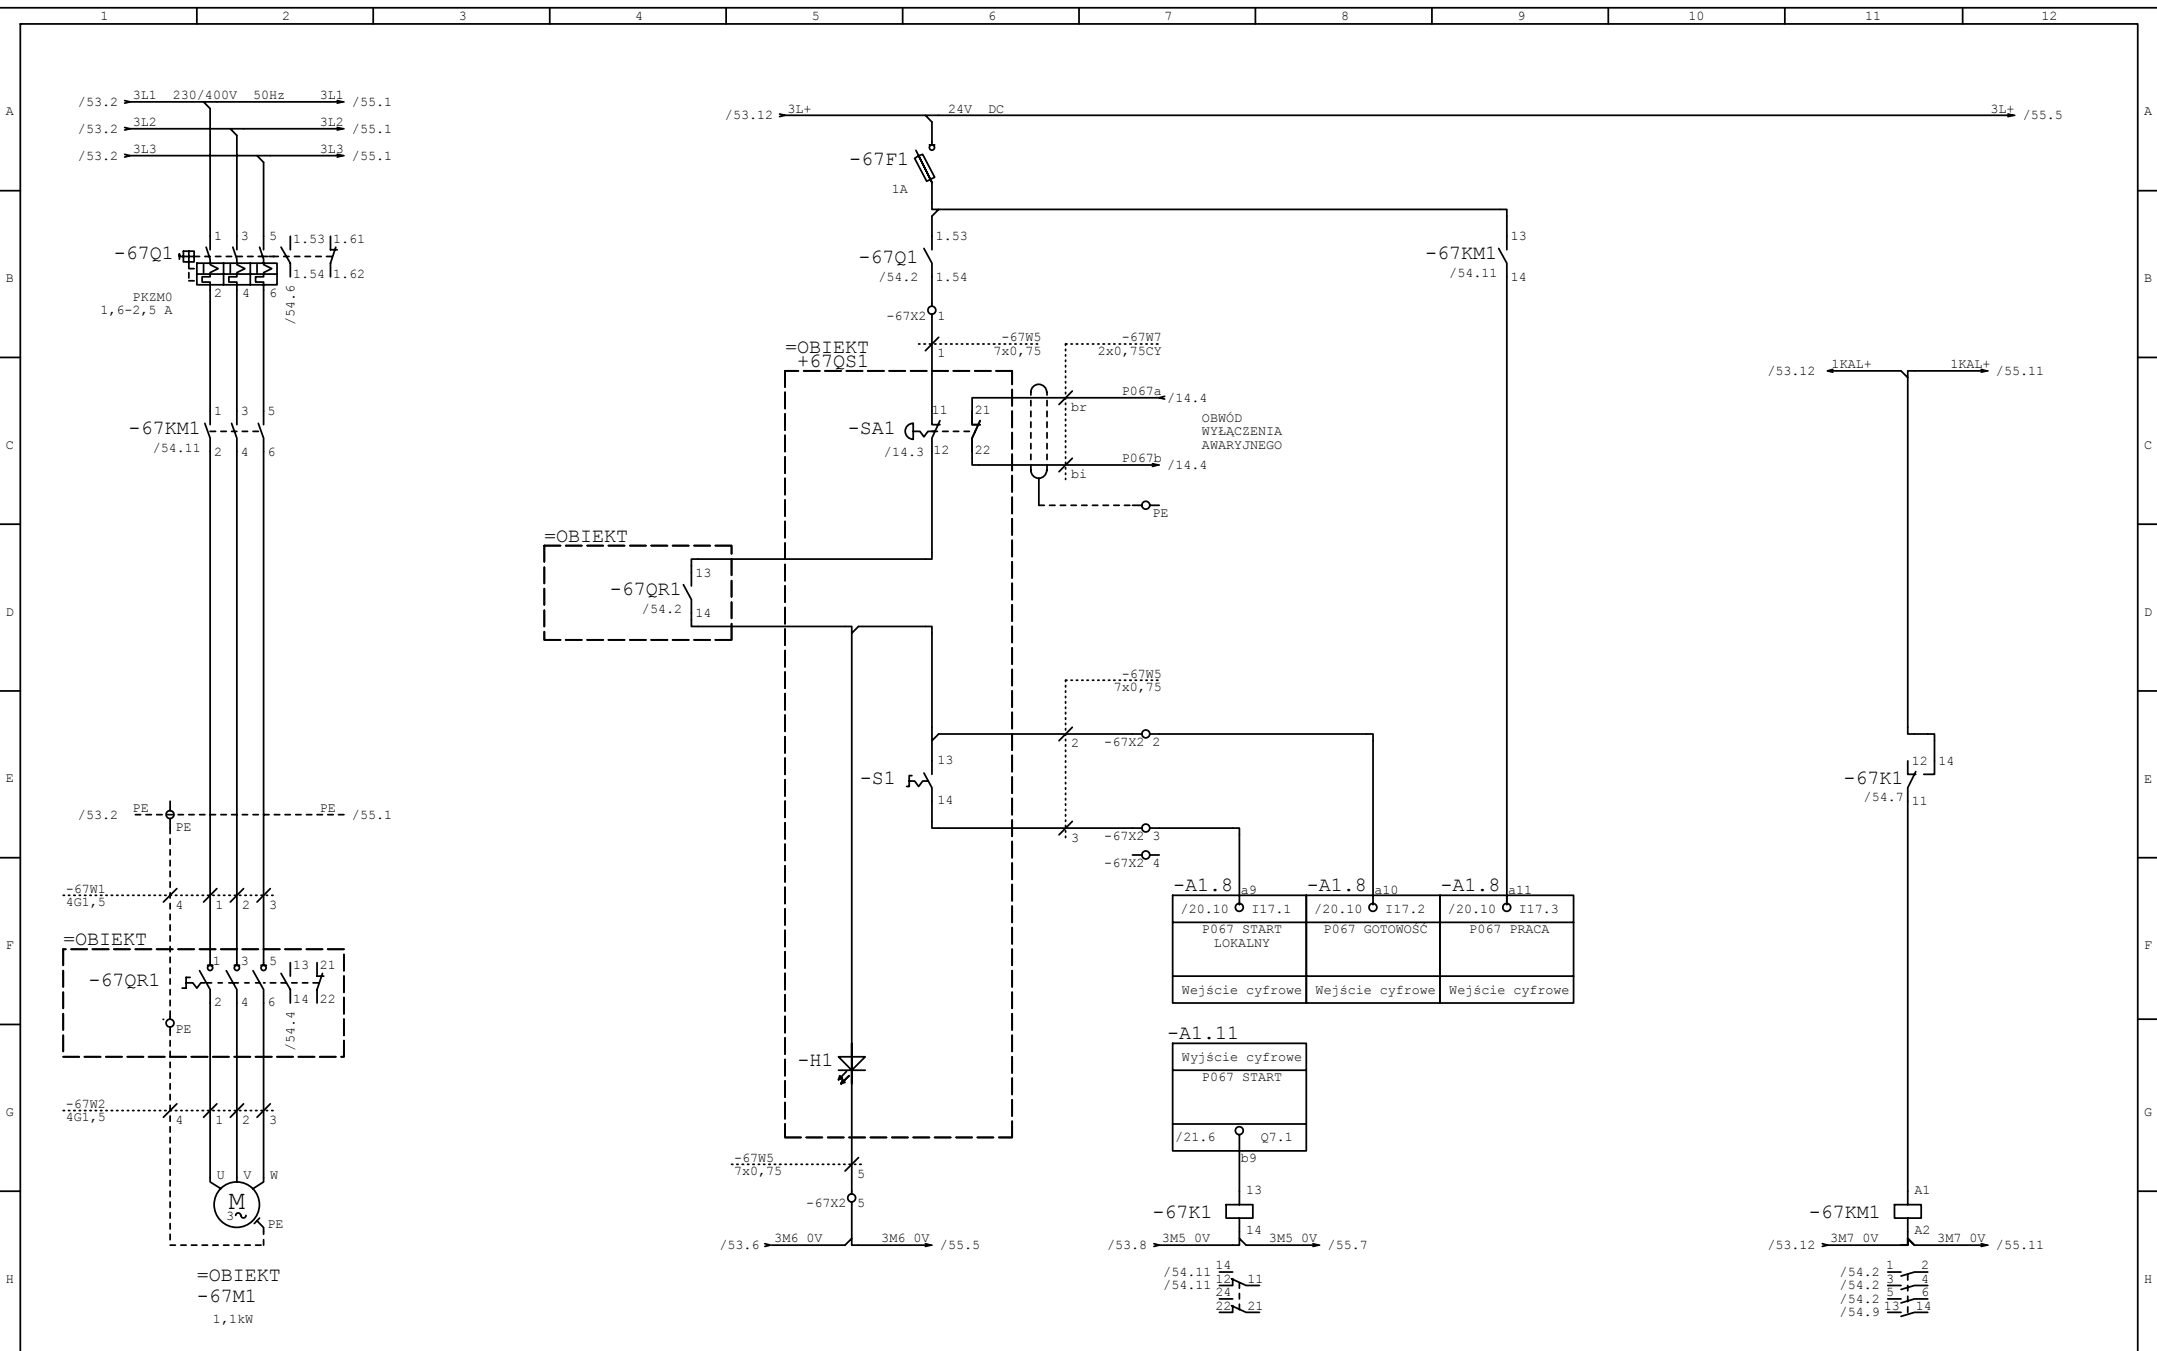 1 2 3 4 5 6 7 8 9 10 11 12
A A
B B
C C
D D
E E
F F
G G
H H
/53.2 3L1 230/400V 50Hz 3L1 /55.1
/53.2 3L2 3L2 /55.1
/53.2 3L3 3L3 /55.1
-67Q1
1 3 5 1.53 1.61
2 4 6 1.54 1.62
/54.6
PKZM0
1,6-2,5 A
-67KM1
/54.11
1 3 5
2 4 6
/53.2 PE PE /55.1
PE
-67W1
4G1,5
4 1 2 3
=OBIEKT
-67QR1
1 3 5 13 21
2 4 6 14 22
/54.4
PE
-67W2
4G1,5
4 1 2 3
U V W
M
3
PE
=OBIEKT
-67M1
1,1kW
/53.12 3L+ 24V DC 3L+ /55.5
-67F1
1A
-67Q1
/54.2
1.53
1.54
-67X2 1
-67W5
7x0,75
1
-67W7
2x0,75CY
=OBIEKT
+67QS1
-SA1
/14.3
11 21
12 22
P067a /14.4
br
OBWÓD
WYŁĄCZENIA
AWARYJNEGO
P067b /14.4
bi
PE
=OBIEKT
-67QR1
/54.2
13
14
-67W5
7x0,75
2 -67X2 2
-S1
13
14
3 -67X2 3
-67X2 4
-H1
-67W5
7x0,75
5
-67X2 5
/53.6 3M6 0V 3M6 0V /55.5
-67KM1
/54.11
13
14
-A1.8 a9 -A1.8 a10 -A1.8 a11
/20.10 I17.1 /20.10 I17.2 /20.10 I17.3
P067 START
LOKALNY
P067 GOTOWOŚĆ
P067 PRACA
Wejście cyfrowe Wejście cyfrowe Wejście cyfrowe
-A1.11
Wyjście cyfrowe
P067 START
/21.6 Q7.1
b9
-67K1
13
14
/53.8 3M5 0V 3M5 0V /55.7
/54.11 14
/54.11 12 11
24
22 21
/53.12 1KAL+ 1KAL+ /55.11
-67K1
/54.7
12 14
11
-67KM1
A1
A2
/53.12 3M7 0V 3M7 0V /55.11
/54.2 1 2
/54.2 3 4
/54.2 5 6
/54.9 13 14